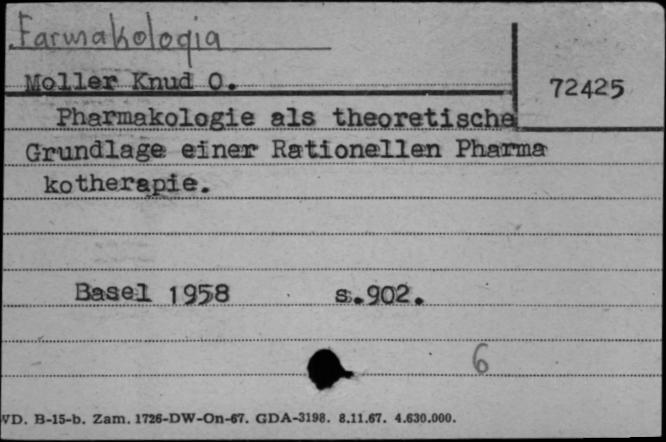 Farmakologia
Moller Knud O.
72425
Pharmakologie als theoretische
Grundlage einer Rationellen Pharma
kotherapie.
Basel 1958 s.902.
6
WD. B-15-b. Zam. 1726-DW-On-67. GDA-3198. 8.11.67. 4.630.000.